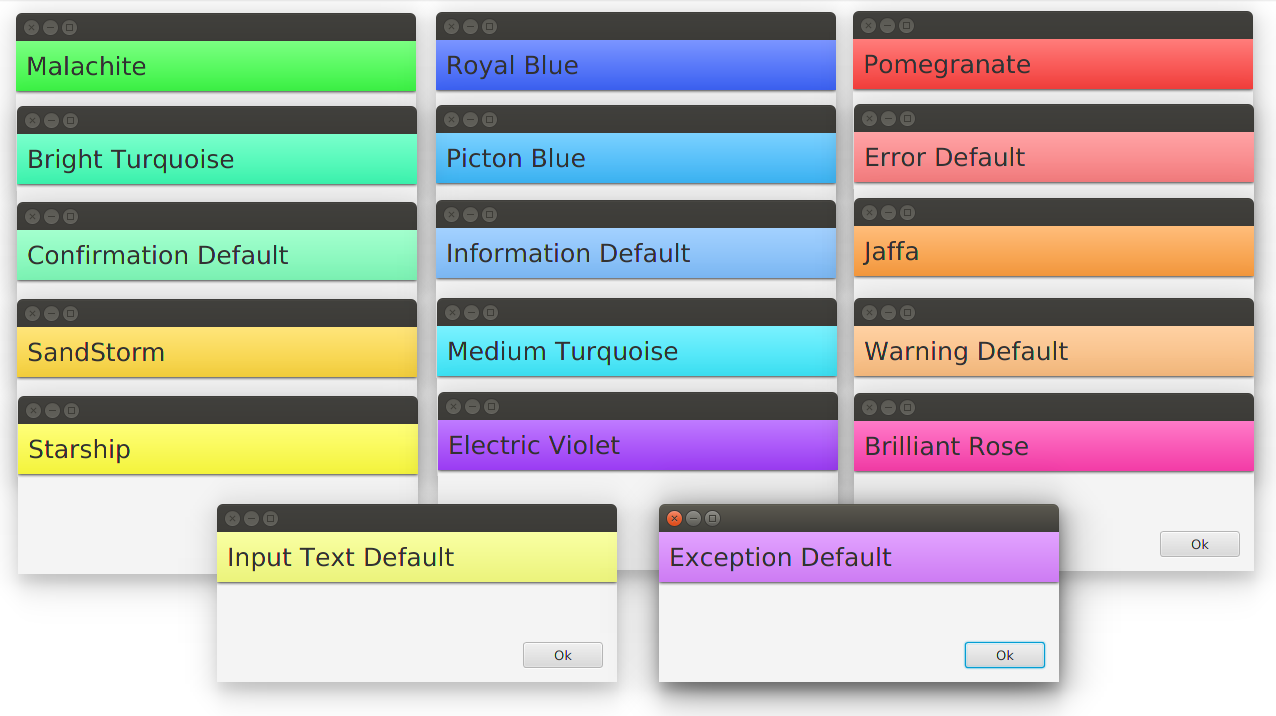 Malachite
Royal Blue
Pomegranate
Bright Turquoise
Picton Blue
Error Default
Confirmation Default
Information Default
Jaffa
SandStorm
Medium Turquoise
Warning Default
Starship
Electric Violet
Brilliant Rose
Ok
Input Text Default
Exception Default
Ok
Ok